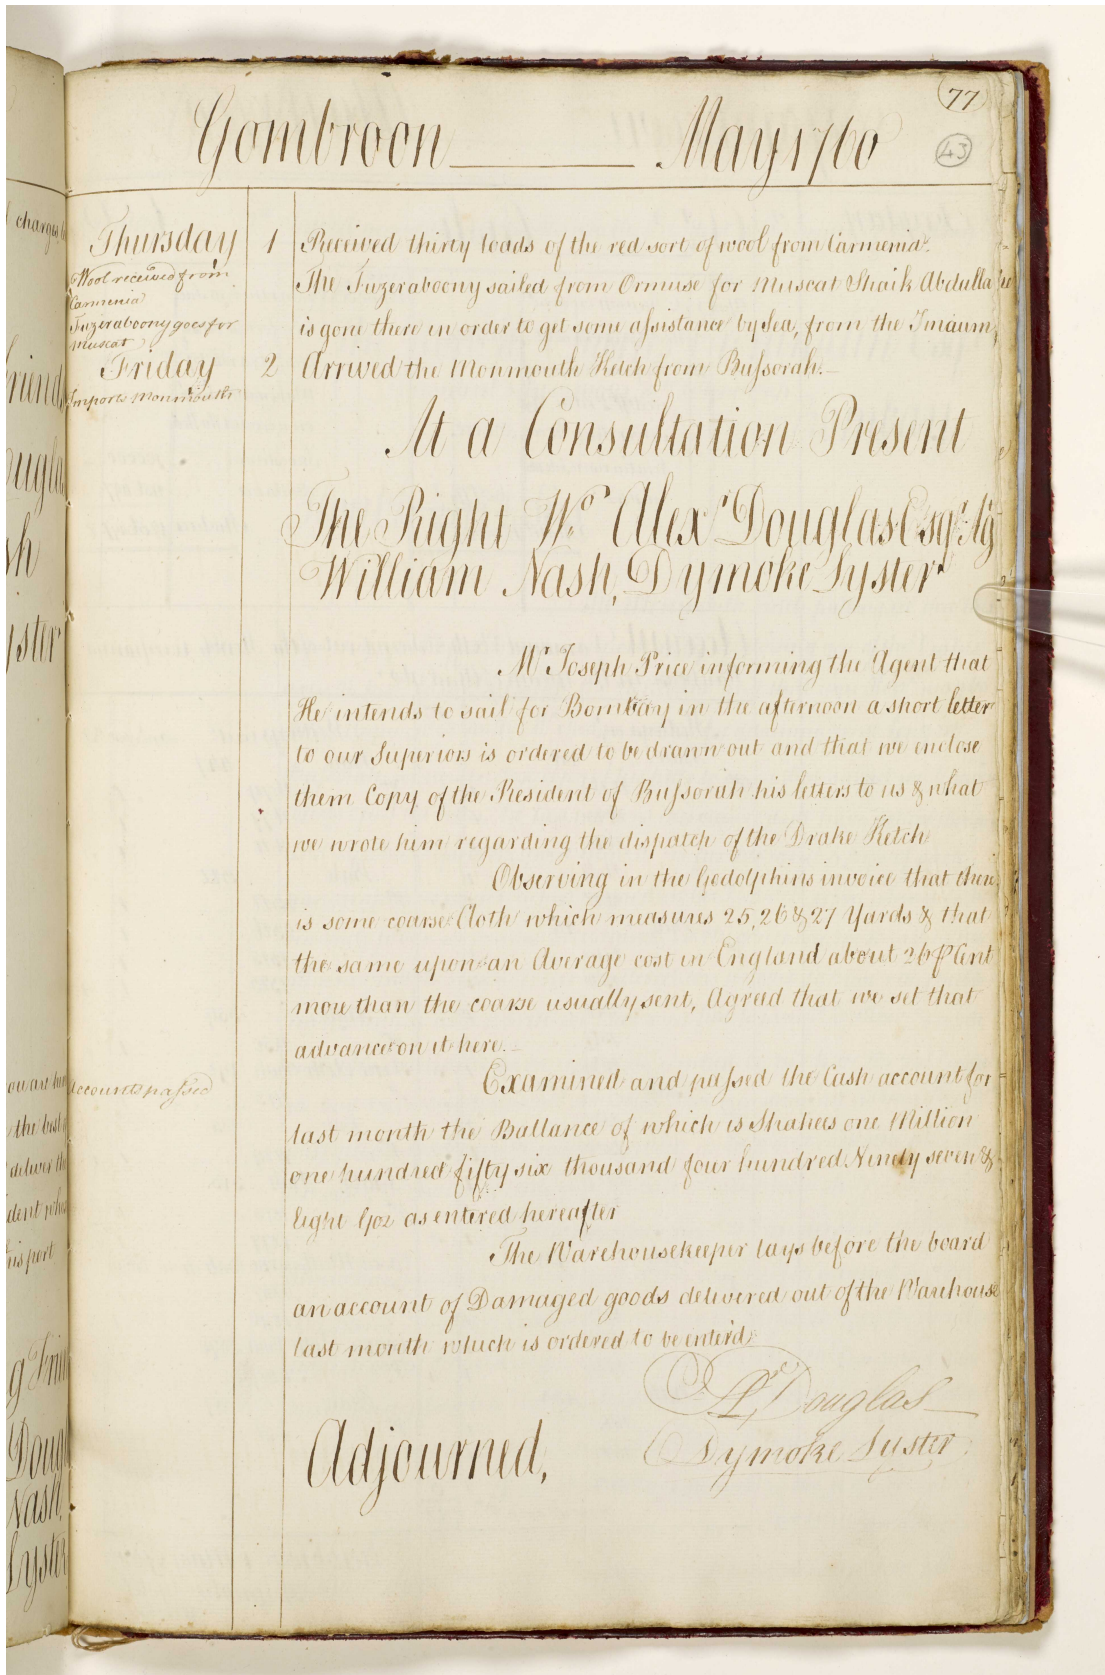 77
Gombroon May 1760
43
Thursday 1 Received thirty loads of the red sort of wool from Carmenia.
Wool received from
Carmenia
Fuzeraboony goes for
Muscat
The Fuzeraboony sailed from Ormuse for Muscat Shaik Abdulla
is gone there in order to get some assistance by Sea, from the Imaum,
Friday 2 Arrived the Monmouth Ketch from Bussorah.
Imports Monmouth
At a Consultation Present
The Right Wo. Alexr Douglas Esqr. Ag
William Nash, Dymoke Lyster
Mr Joseph Price informing the Agent that
He intends to sail for Bombay in the afternoon a short letter
to our Superiors is ordered to be drawn out and that we enclose
them Copy of the Resident of Bussorah his letters to us & what
we wrote him regarding the dispatch of the Drake Ketch
Observing in the Godolphins invoice that there
is some coarse Cloth which measures 25, 26 & 27 Yards & that
the same upon an Average cost in England about 26 P Cent
more than the coarse usually sent, Agreed that we set that
advance on it here.
Accounts passed
Examined and passed the Cash account for
last month the Ballance of which is Shahees one Million
one hundred fifty six thousand four hundred Ninety seven &
Eight Goz as entered hereafter
The Warehousekeeper lays before the board
an account of Damaged goods delivered out of the Warehouse
last month which is ordered to be enterd.
Ar Douglas
Dymoke Lyster
Adjourned,